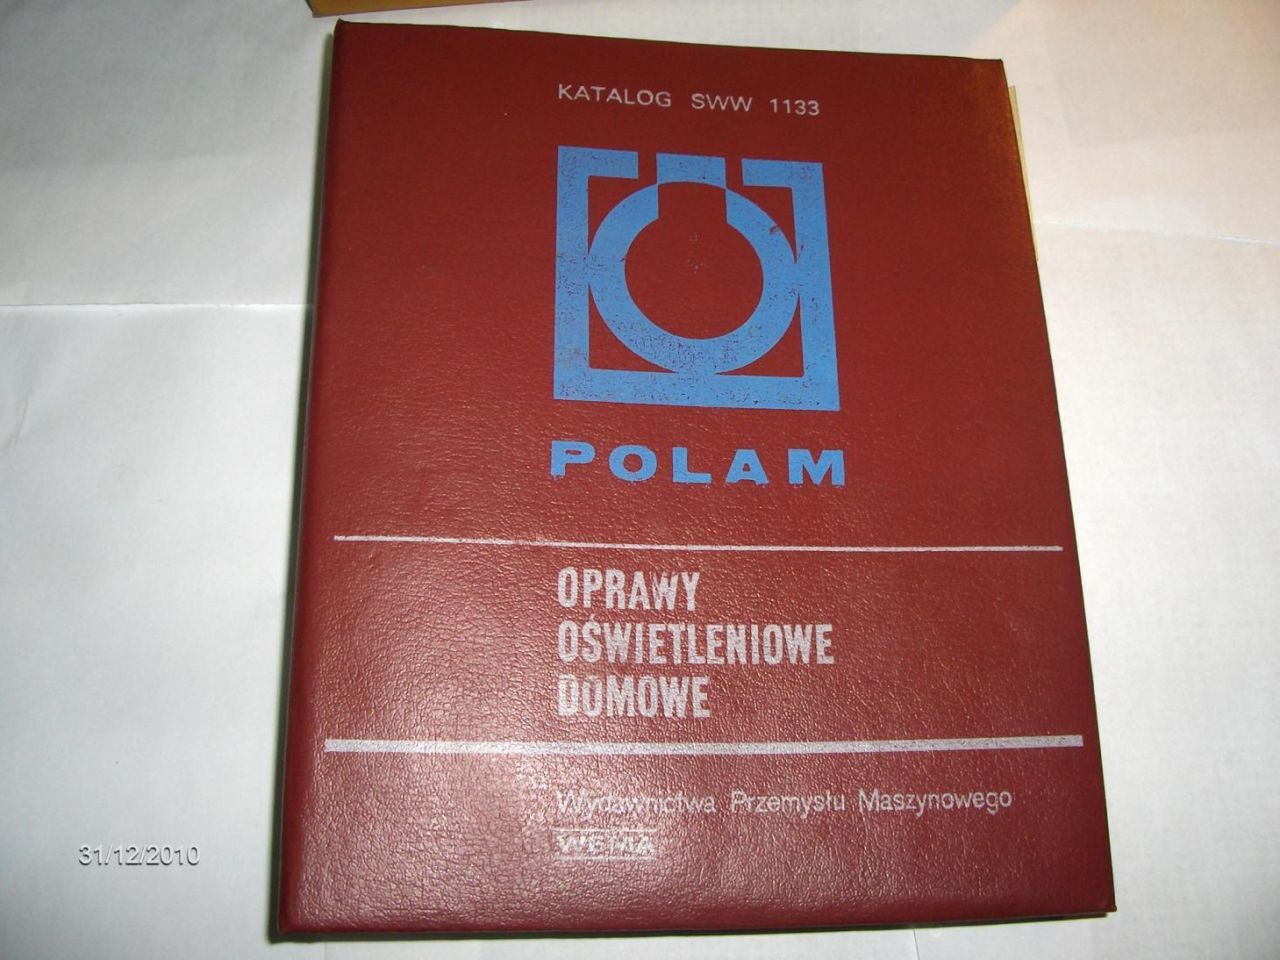 KATALOG SWW 1133
POLAM
OPRAWY
OŚWIETLENIOWE
DOMOWE
Wydawnictwa Przemysłu Maszynowego
WEMA
31/12/2010